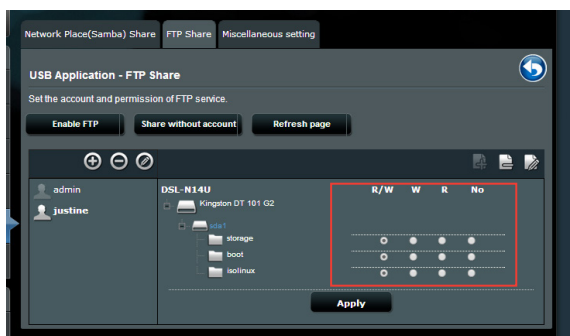 Network Place(Samba) Share FTP Share Miscellaneous setting
USB Application - FTP Share
Set the account and permission of FTP service.
Enable FTP Share without account Refresh page
admin DSL-N14U R/W W R No
justine Kingston DT 101 G2
sda1
storage
boot
isolinux
Apply